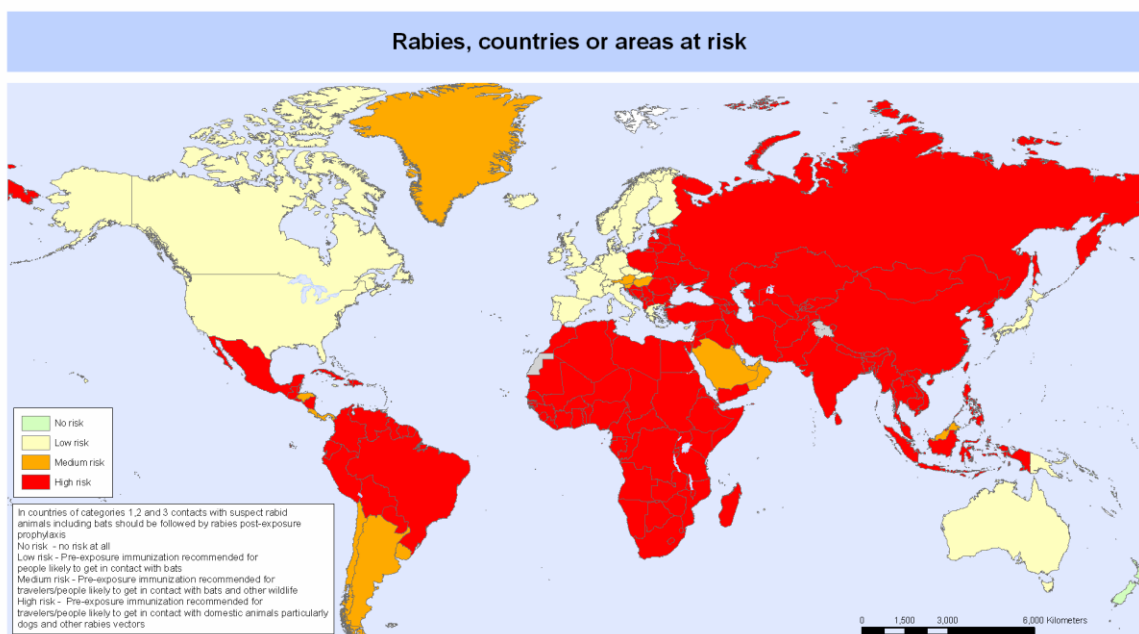 Rabies, countries or areas at risk
No risk
Low risk
Medium risk
High risk
In countries of categories 1,2 and 3 contacts with suspect rabid
animals including bats should be followed by rabies post-exposure
prophylaxis
No risk - no risk at all
Low risk - Pre-exposure immunization recommended for
people likely to get in contact with bats
Medium risk - Pre-exposure immunization recommended for
travelers/people likely to get in contact with bats and other wildlife
High risk - Pre-exposure immunization recommended for
travelers/people likely to get in contact with domestic animals particularly
dogs and other rabies vectors
0 1,500 3,000 6,000 Kilometers